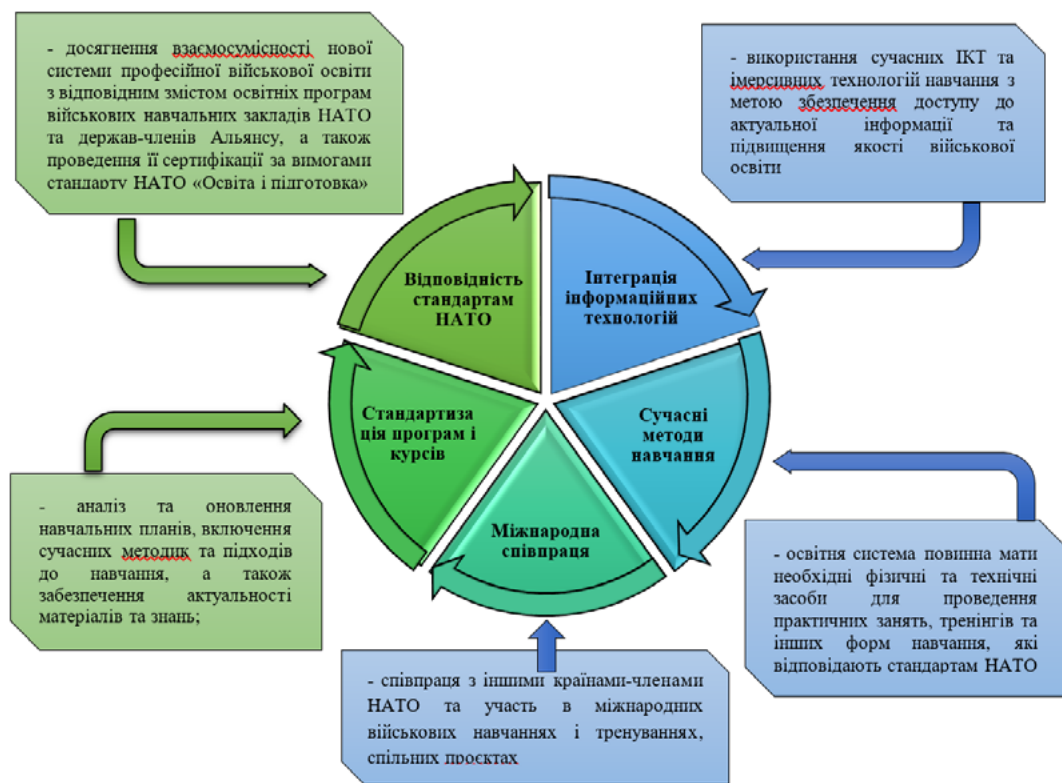 - досягнення взаємосумісності нової
системи професійної військової освіти
з відповідним змістом освітніх програм
військових навчальних закладів НАТО
та держав-членів Альянсу, а також
проведення її сертифікації за вимогами
стандарту НАТО «Освіта і підготовка»
- використання сучасних ІКТ та
імерсивних технологій навчання з
метою збезпечення доступу до
актуальної інформації та
підвищення якості військової
освіти
Відповідність
стандартам
НАТО
Інтеграція
інформаційних
технологій
Стандартиза
ція програм і
курсів
Сучасні
методи
навчання
Міжнародна
співпраця
- аналіз та оновлення
навчальних планів, включення
сучасних методик та підходів
до навчання, а також
забезпечення актуальності
матеріалів та знань;
- освітня система повинна мати
необхідні фізичні та технічні
засоби для проведення
практичних занять, тренінгів та
інших форм навчання, які
відповідають стандартам НАТО
- співпраця з іншими країнами-членами
НАТО та участь в міжнародних
військових навчаннях і тренуваннях,
спільних проєктах